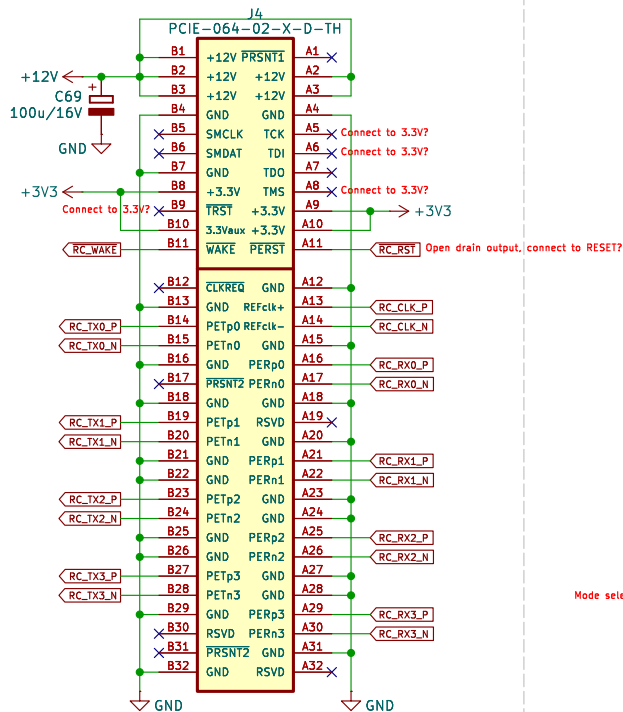 J4
PCIE-064-02-X-D-TH
B1 +12V PRSNT1 A1
+12V B2 +12V +12V A2
B3 +12V +12V A3
C69 + B4 GND GND A4
100u/16V B5 SMCLK TCK A5 Connect to 3.3V?
GND B6 SMDAT TDI A6 Connect to 3.3V?
B7 GND TDO A7
+3V3 B8 +3.3V TMS A8 Connect to 3.3V?
Connect to 3.3V? B9 TRST +3.3V A9 +3V3
B10 3.3Vaux +3.3V A10
RC_WAKE B11 WAKE PERST A11 RC_RST Open drain output, connect to RESET?
B12 CLKREQ GND A12
B13 GND REFclk+ A13 RC_CLK_P
RC_TX0_P B14 PETp0 REFclk- A14 RC_CLK_N
RC_TX0_N B15 PETn0 GND A15
B16 GND PERp0 A16 RC_RX0_P
B17 PRSNT2 PERn0 A17 RC_RX0_N
B18 GND GND A18
RC_TX1_P B19 PETp1 RSVD A19
RC_TX1_N B20 PETn1 GND A20
B21 GND PERp1 A21 RC_RX1_P
B22 GND PERn1 A22 RC_RX1_N
RC_TX2_P B23 PETp2 GND A23
RC_TX2_N B24 PETn2 GND A24
B25 GND PERp2 A25 RC_RX2_P
B26 GND PERn2 A26 RC_RX2_N
RC_TX3_P B27 PETp3 GND A27
RC_TX3_N B28 PETn3 GND A28 Mode sele
B29 GND PERp3 A29 RC_RX3_P
B30 RSVD PERn3 A30 RC_RX3_N
B31 PRSNT2 GND A31
B32 GND RSVD A32
GND GND